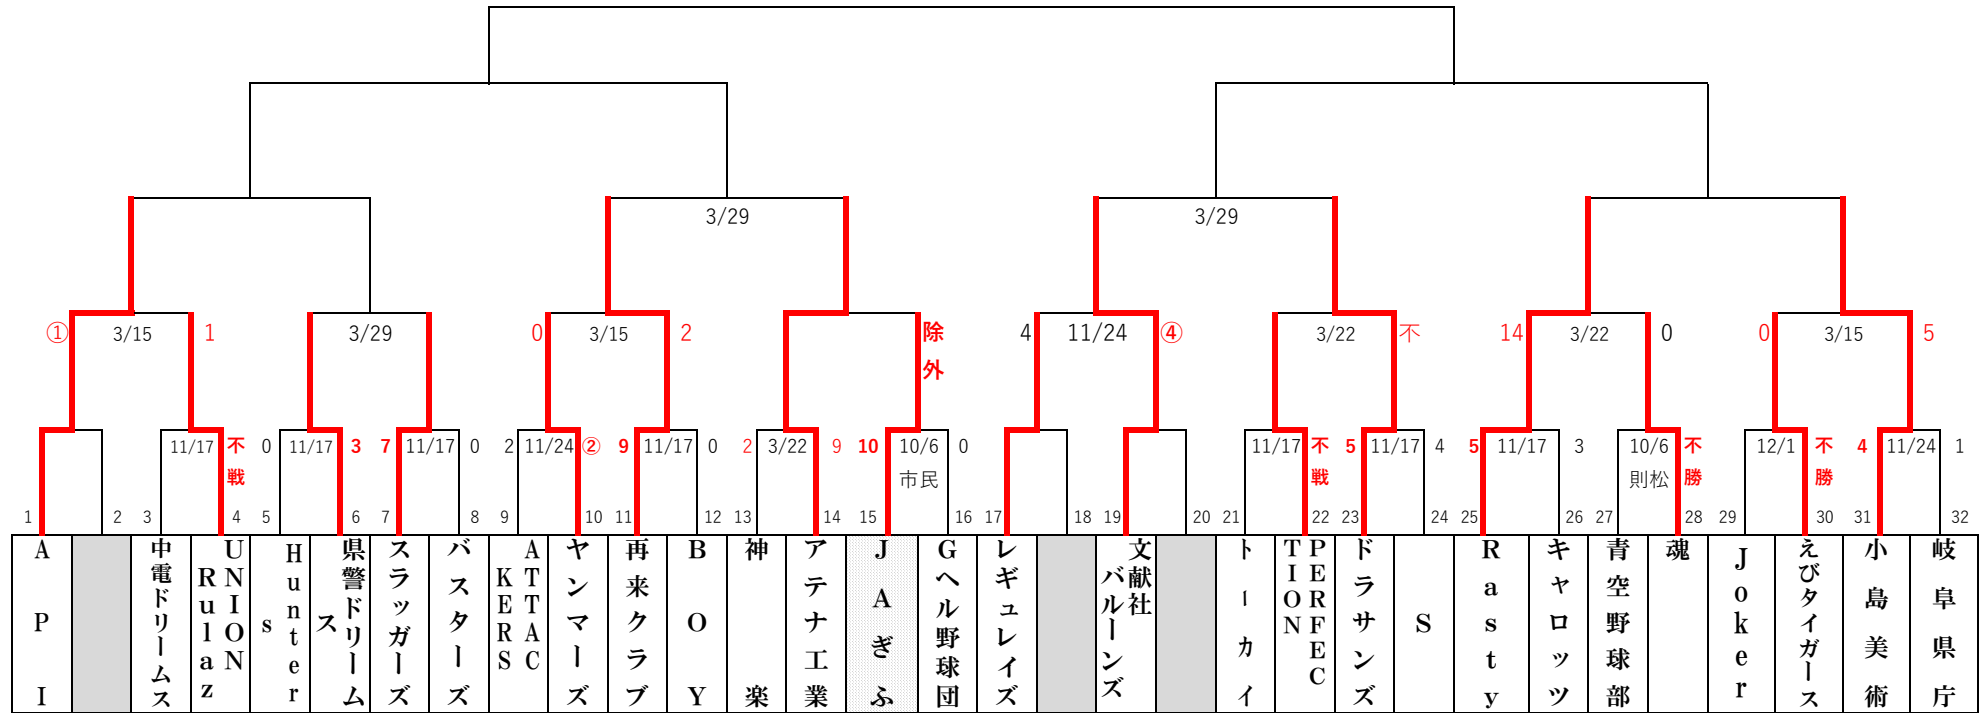 3/29 3/29
① 3/15 1 3/29 0 3/15 2 除外 4 11/24 ④ 3/22 不 14 3/22 0 0 3/15 5
11/17 不戦 0 11/17 3 7 11/17 0 2 11/24 ② 9 11/17 0 2 3/22 9 10 10/6 0 11/17 不戦 5 11/17 4 5 11/17 3 10/6 不勝 12/1 不勝 4 11/24 1
市民 則松
1 2 3 4 5 6 7 8 9 10 11 12 13 14 15 16 17 18 19 20 21 22 23 24 25 26 27 28 29 30 31 32
API
中電ドリームス
UNION
Rulaz
Hunter
s
県警ドリーム
ス
スラッガーズ
バスターズ
ATTAC
KERS
ヤンマーズ
再来クラブ
BOY
神楽
アテナ工業
JAぎふ
Gヘル野球団
レギュレイズ
文献社
バルーンズ
トーカイ
PERFEC
TION
ドラサンズ
S
Rasty
キャロッツ
青空野球部
魂
Joker
えびタイガース
小島美術
岐阜県庁